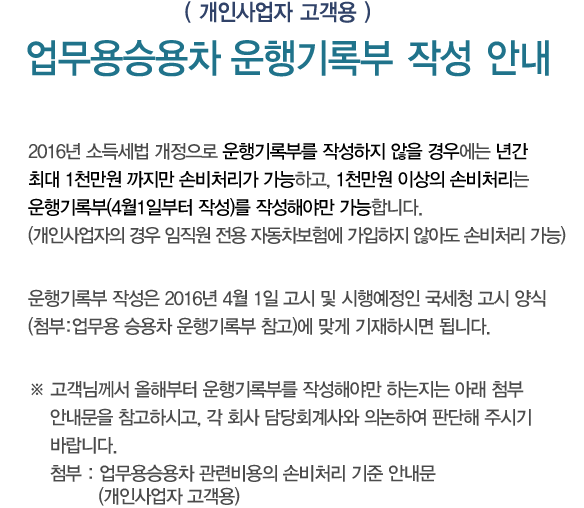 ( 개인사업자 고객용 )
업무용승용차 운행기록부 작성 안내
2016년 소득세법 개정으로 운행기록부를 작성하지 않을 경우에는 년간
최대 1천만원 까지만 손비처리가 가능하고, 1천만원 이상의 손비처리는
운행기록부(4월1일부터 작성)를 작성해야만 가능합니다.
(개인사업자의 경우 임직원 전용 자동차보험에 가입하지 않아도 손비처리 가능)
운행기록부 작성은 2016년 4월 1일 고시 및 시행예정인 국세청 고시 양식
(첨부:업무용 승용차 운행기록부 참고)에 맞게 기재하시면 됩니다.
※ 고객님께서 올해부터 운행기록부를 작성해야만 하는지는 아래 첨부
안내문을 참고하시고, 각 회사 담당회계사와 의논하여 판단해 주시기
바랍니다.
첨부 : 업무용승용차 관련비용의 손비처리 기준 안내문
(개인사업자 고객용)